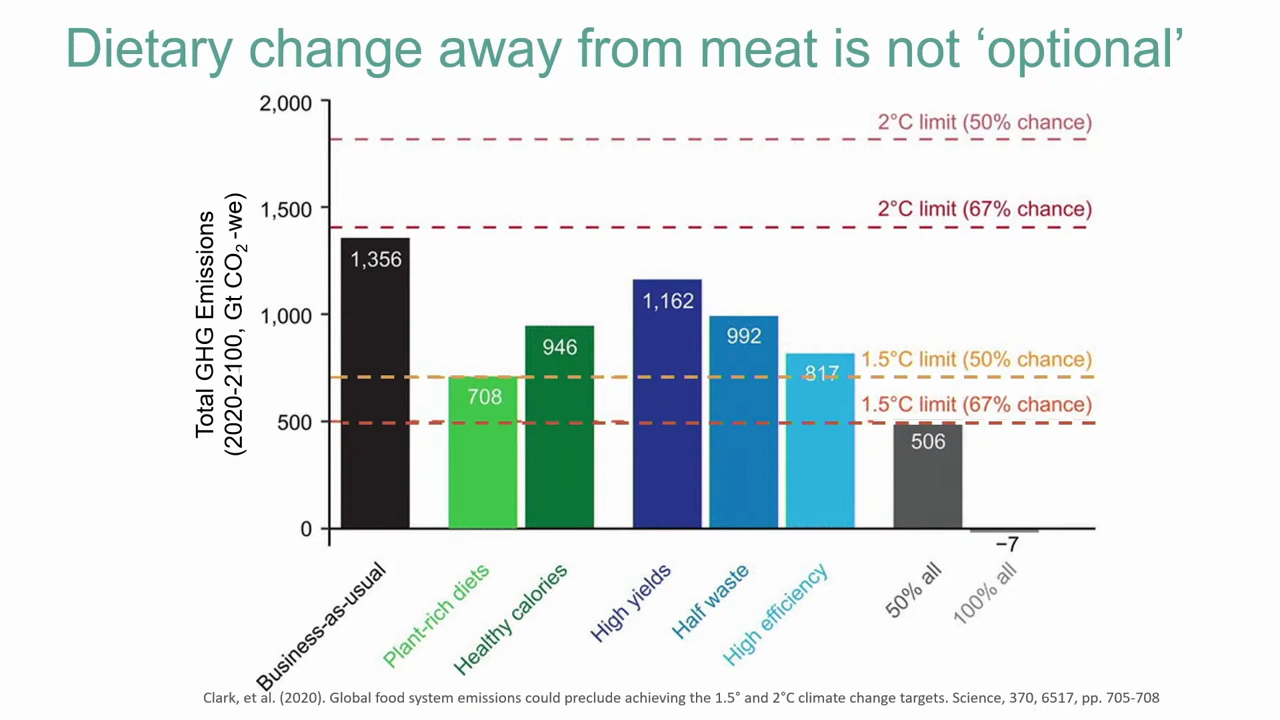 Dietary change away from meat is not ‘optional’
Total GHG Emissions
(2020-2100, Gt CO2 -we)
2,000
1,500
1,000
500
0
2°C limit (50% chance)
2°C limit (67% chance)
1.5°C limit (50% chance)
1.5°C limit (67% chance)
1,356
708
946
1,162
992
817
506
−7
Business-as-usual
Plant-rich diets
Healthy calories
High yields
Half waste
High efficiency
50% all
100% all
Clark, et al. (2020). Global food system emissions could preclude achieving the 1.5° and 2°C climate change targets. Science, 370, 6517, pp. 705-708